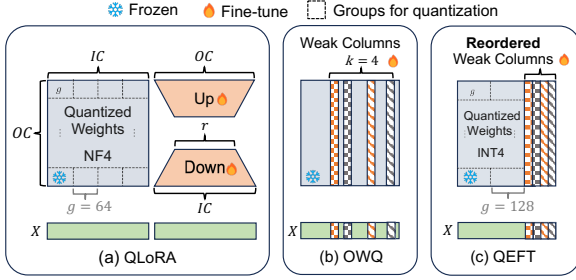 Frozen Fine-tune Groups for quantization
IC
OC
g
OC
Quantized
Weights
NF4
g = 64
Up
r
Down
IC
X
(a) QLoRA
Weak Columns
k = 4
(b) OWQ
Reordered
Weak Columns
g
Quantized
Weights
INT4
g = 128
X
(c) QEFT